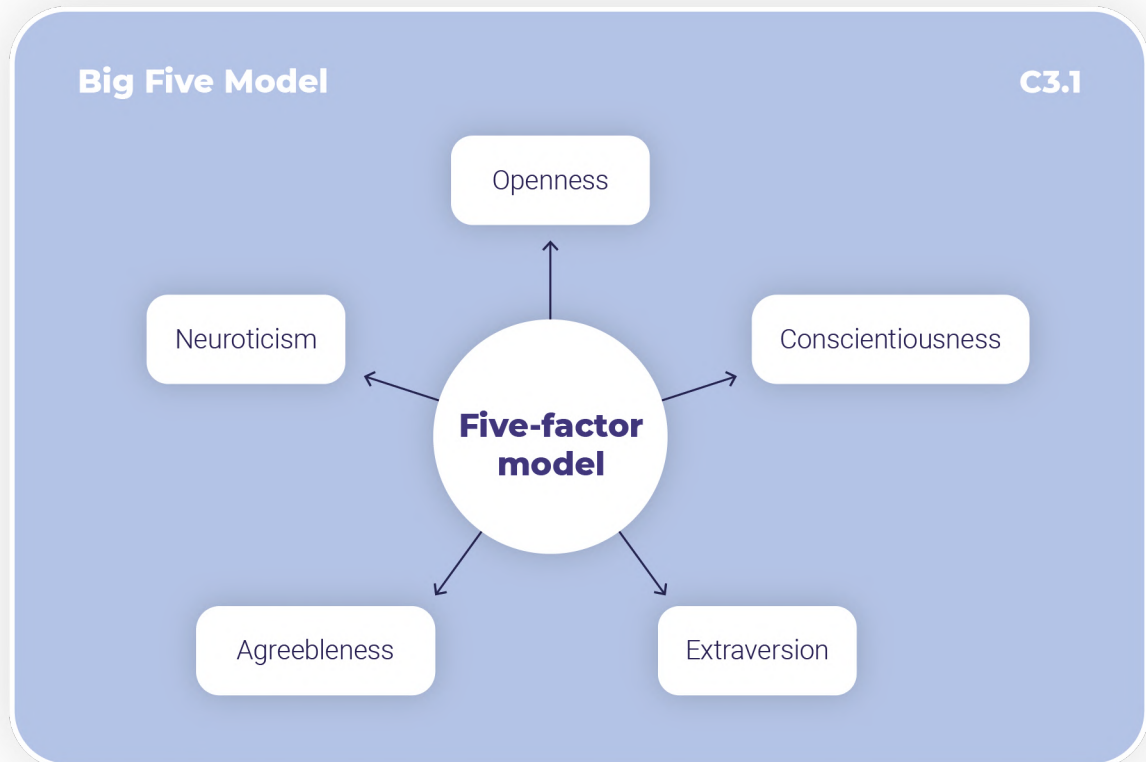 Big Five Model
C3.1
Openness
Neuroticism
Conscientiousness
Five-factor
model
Agreebleness
Extraversion